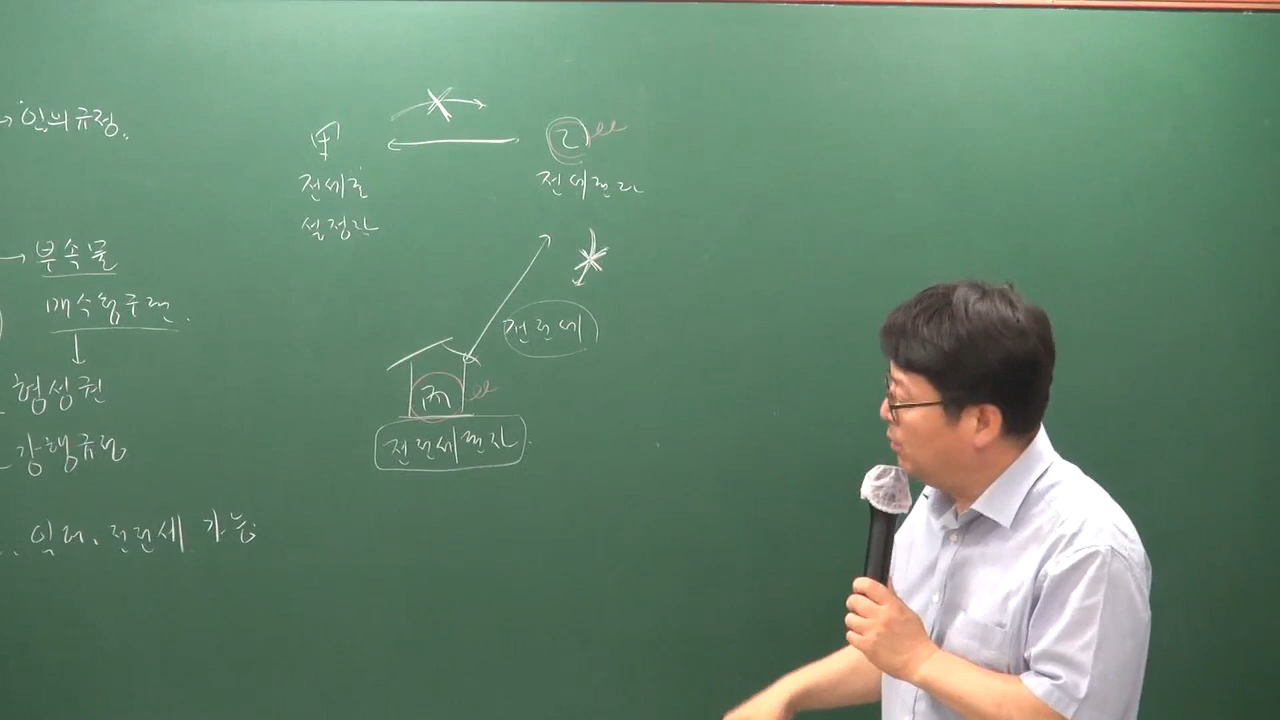 → 임의규정.
→ 부속물
매수청구권.
↓
형성권
강행규정
임대, 전전세 가능
甲
전세권
설정자
乙
전세권자
전전세
丙
전전세권자